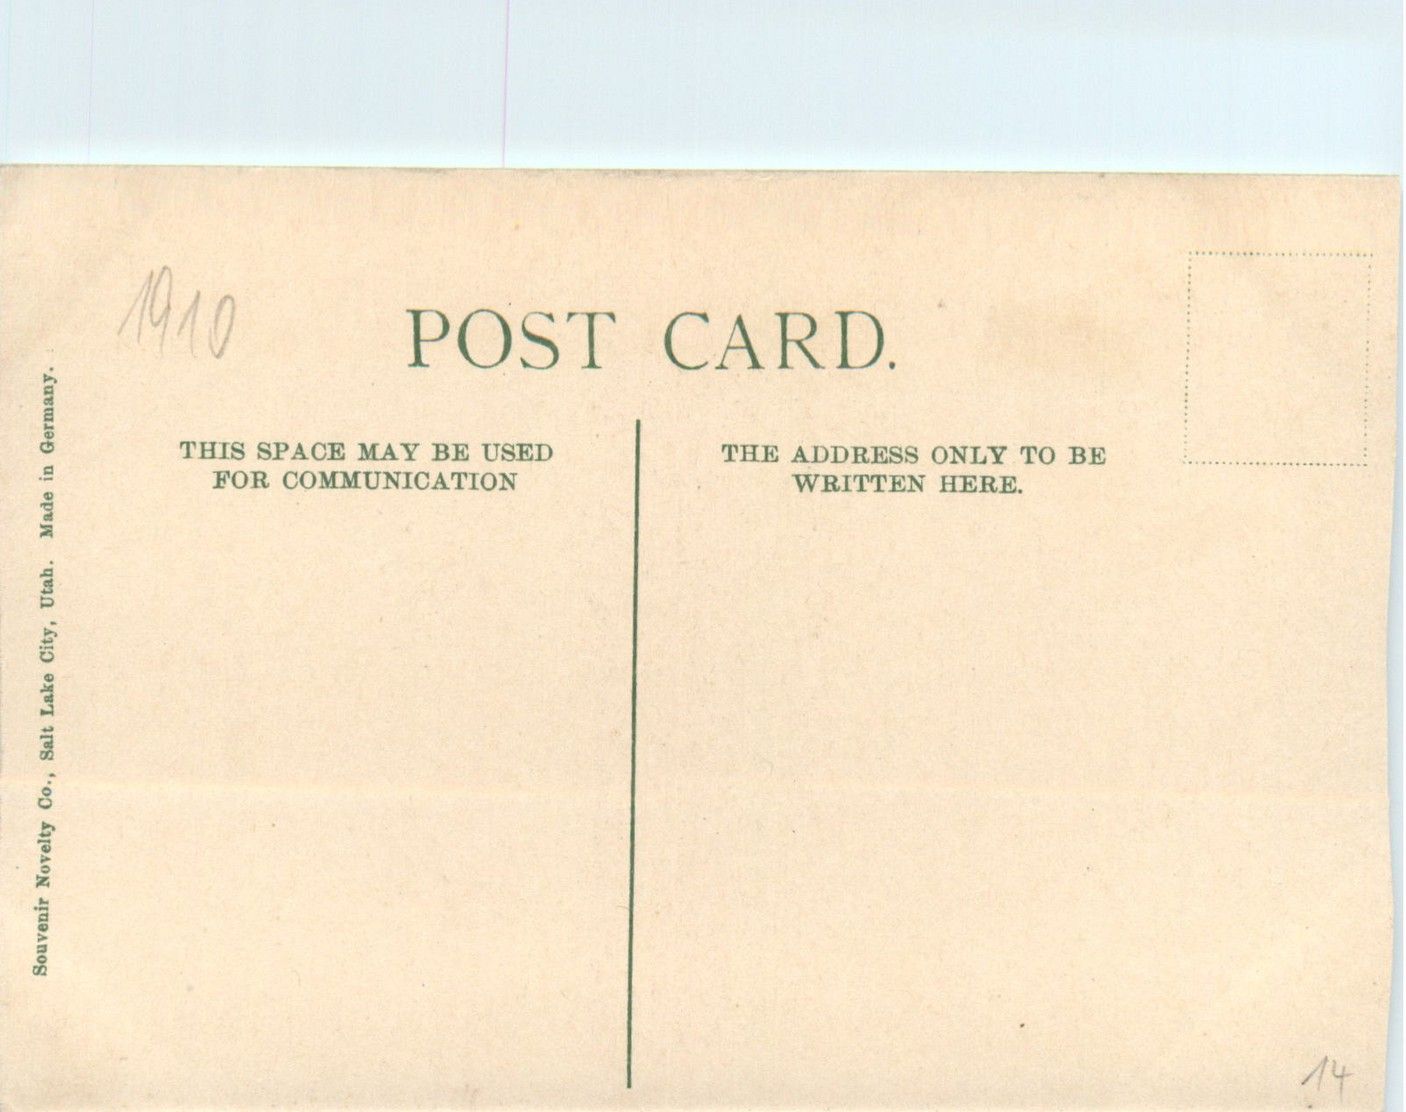 1910
POST CARD.
THIS SPACE MAY BE USED
FOR COMMUNICATION
THE ADDRESS ONLY TO BE
WRITTEN HERE.
Souvenir Novelty Co., Salt Lake City, Utah. Made in Germany.
14